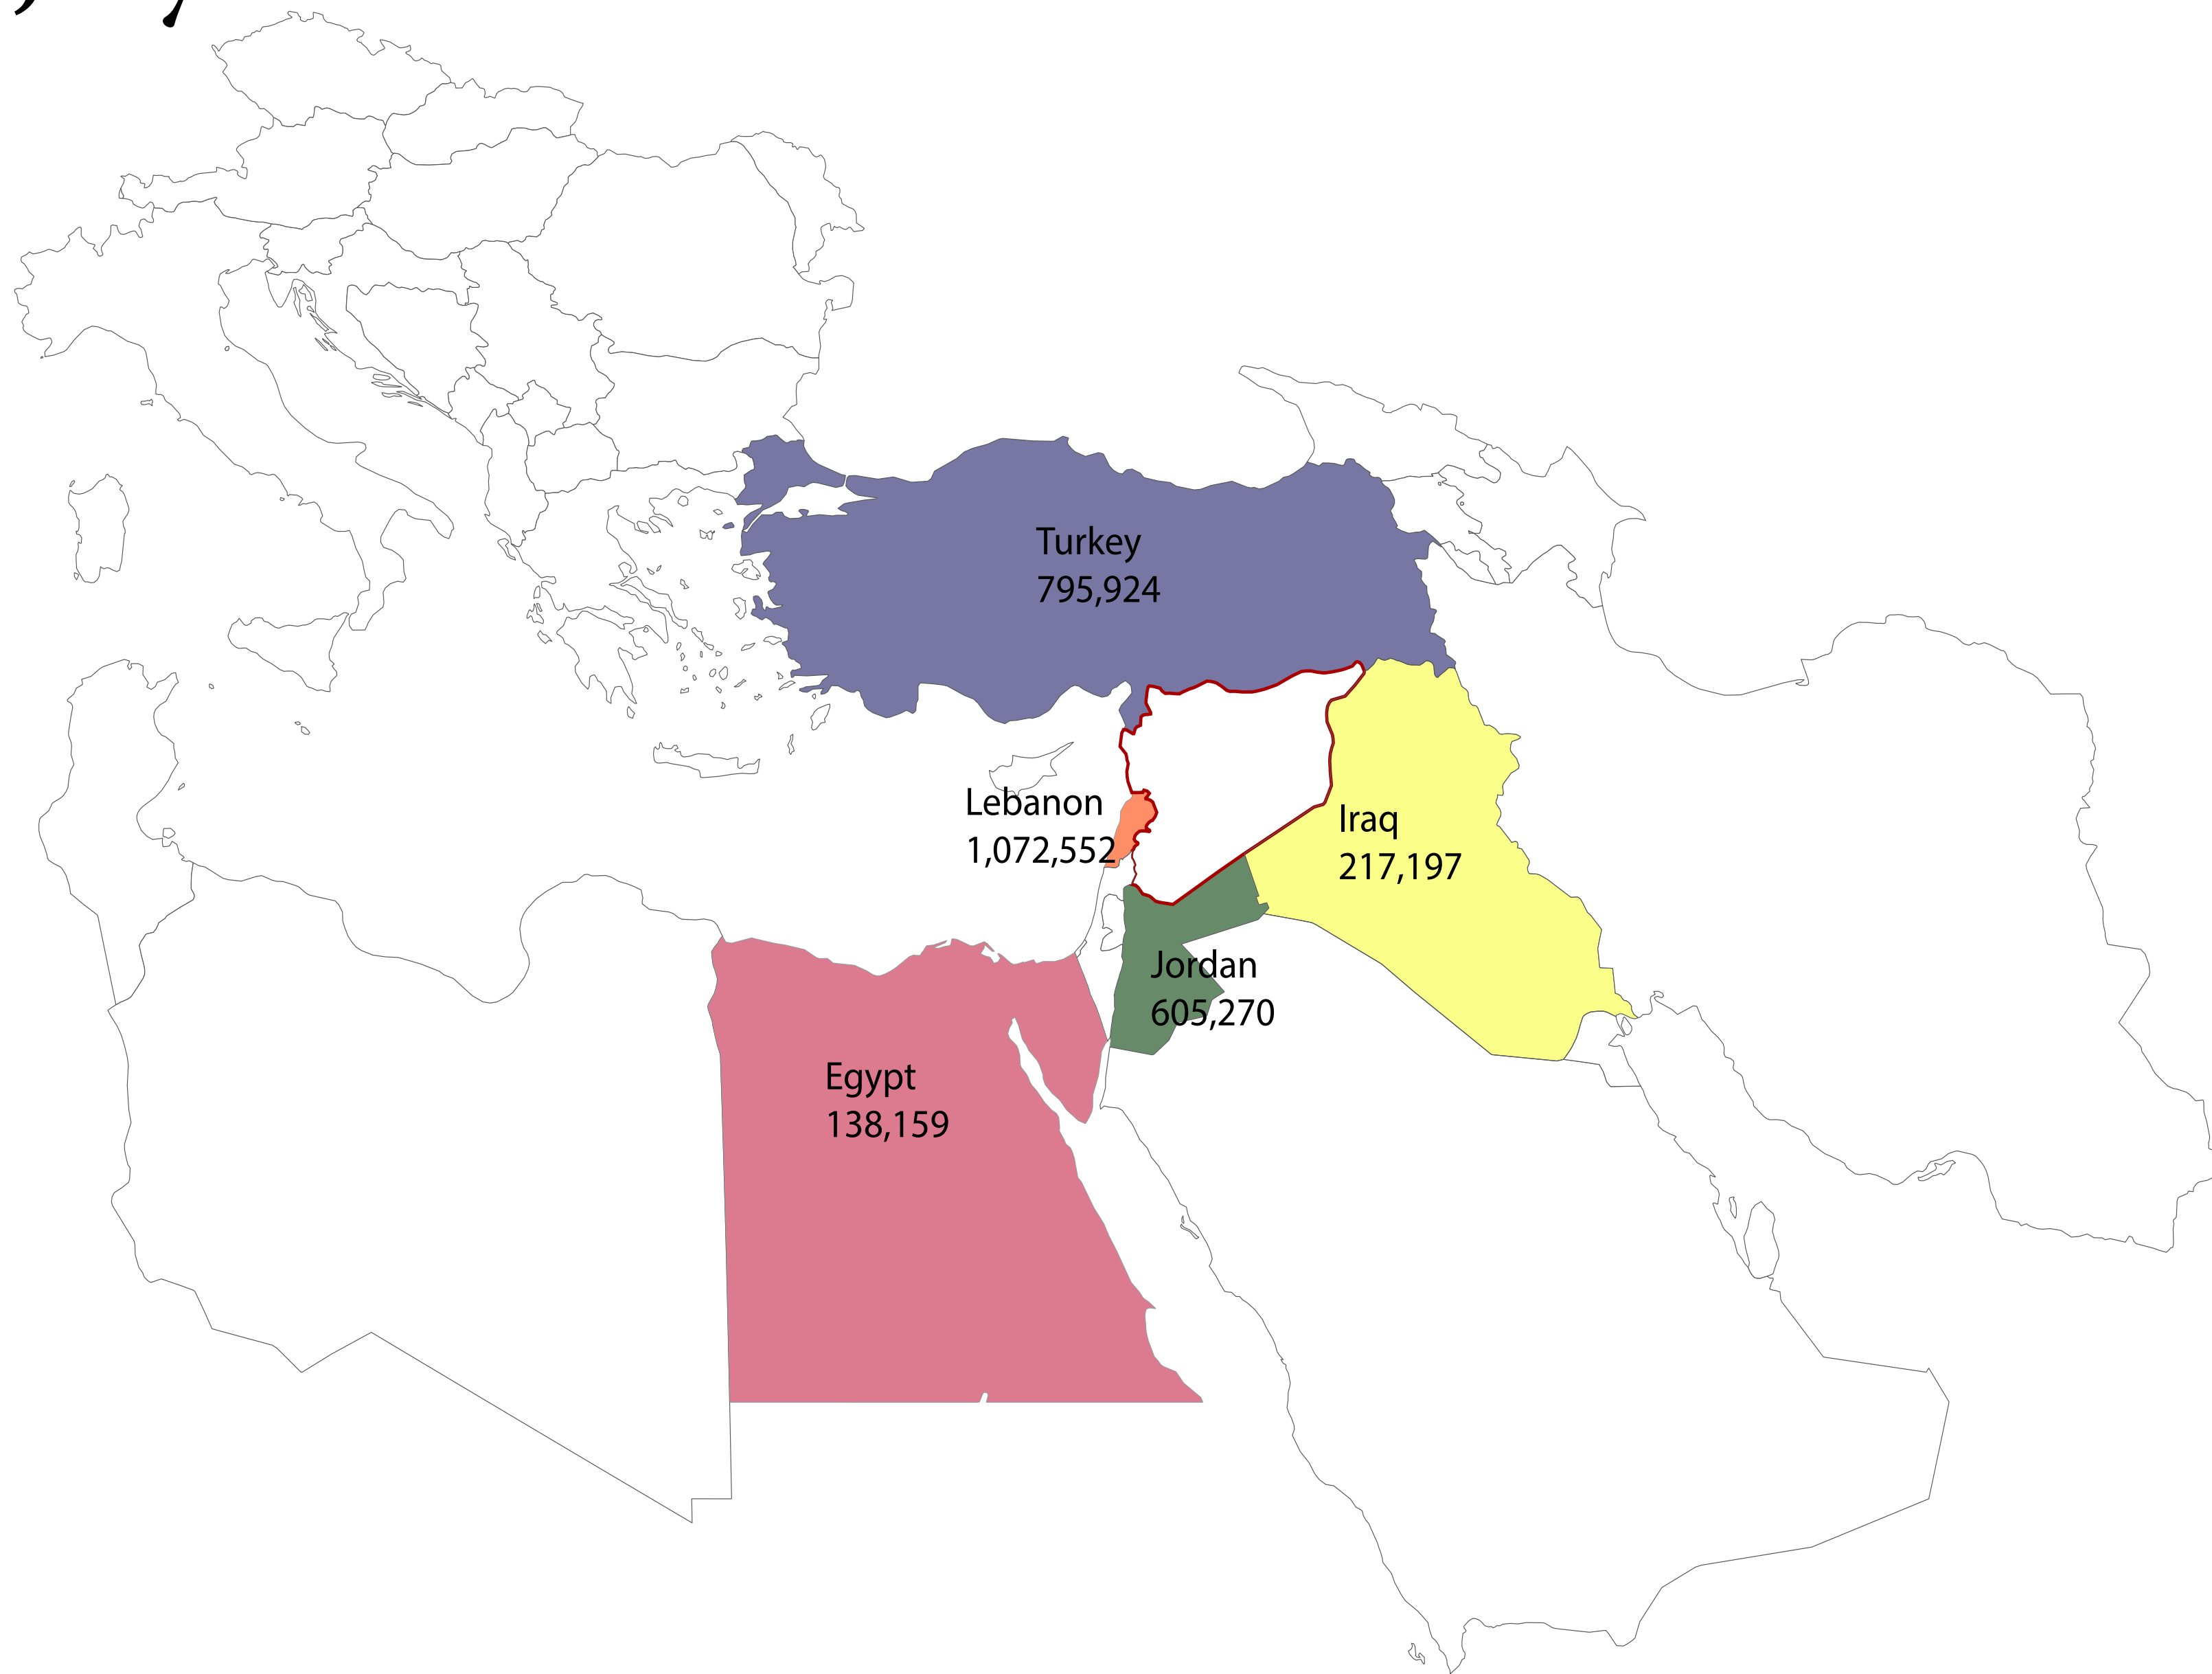 Turkey
795,924
Lebanon
1,072,552
Iraq
217,197
Jordan
605,270
Egypt
138,159